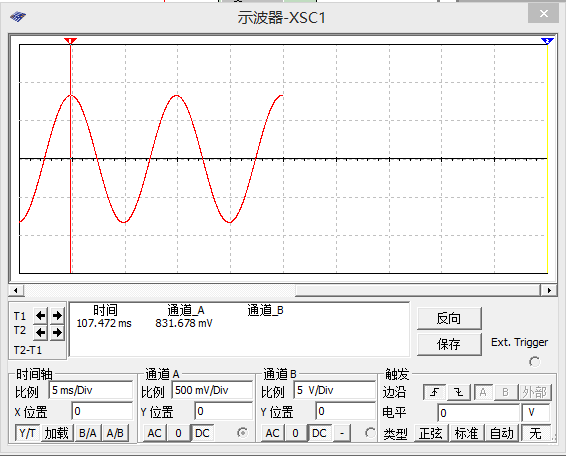 示波器-XSC1
1
2
时间 通道_A 通道_B
T1 107.472 ms 831.678 mV
T2
T2-T1
反向
保存
Ext. Trigger
时间轴 通道 A 通道 B 触发
比例 5 ms/Div 比例 500 mV/Div 比例 5 V/Div 边沿 A B 外部
X 位置 0 Y 位置 0 Y 位置 0 电平 0 V
Y/T 加载 B/A A/B AC 0 DC AC 0 DC - 类型 正弦 标准 自动 无